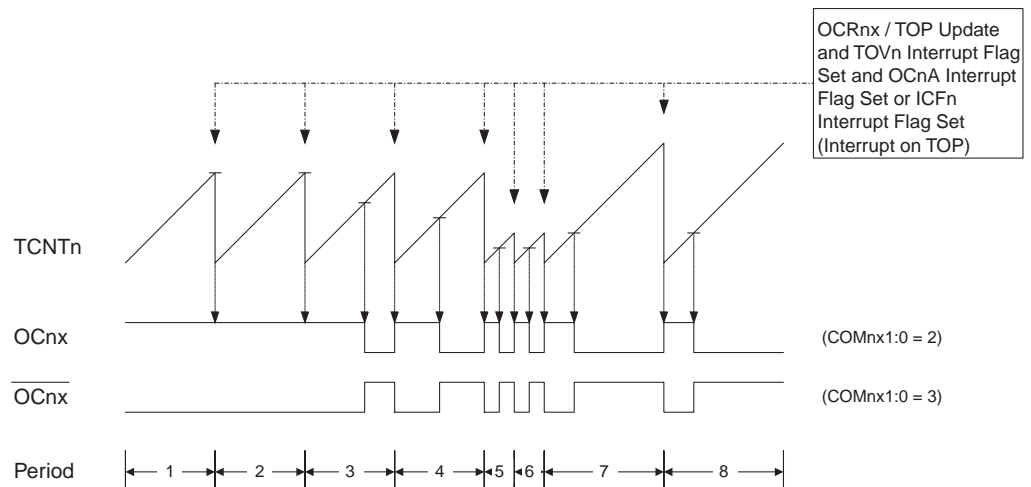 OCRnx / TOP Update
and TOVn Interrupt Flag
Set and OCnA Interrupt
Flag Set or ICFn
Interrupt Flag Set
(Interrupt on TOP)
TCNTn
OCnx
(COMnx1:0 = 2)
OCnx
(COMnx1:0 = 3)
Period
1 2 3 4 5 6 7 8